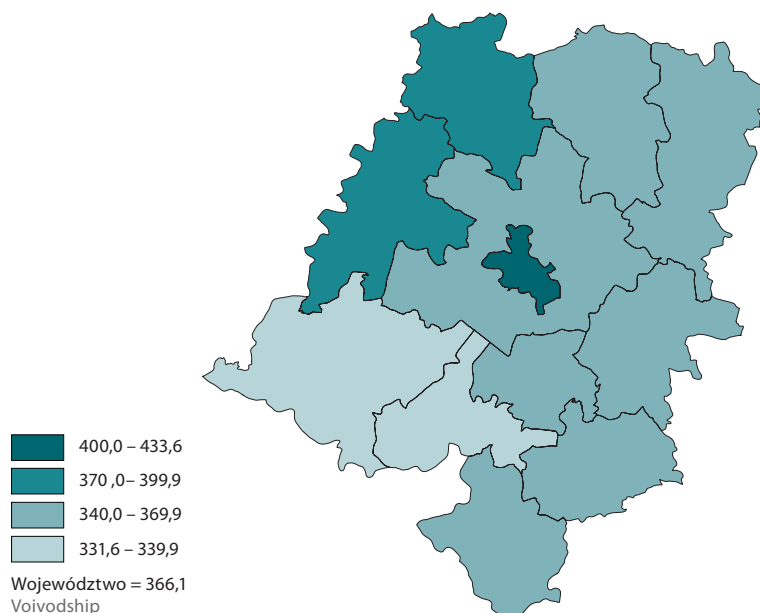 400,0 – 433,6
370 ,0– 399,9
340,0 – 369,9
331,6 – 339,9
Województwo = 366,1
Voivodship